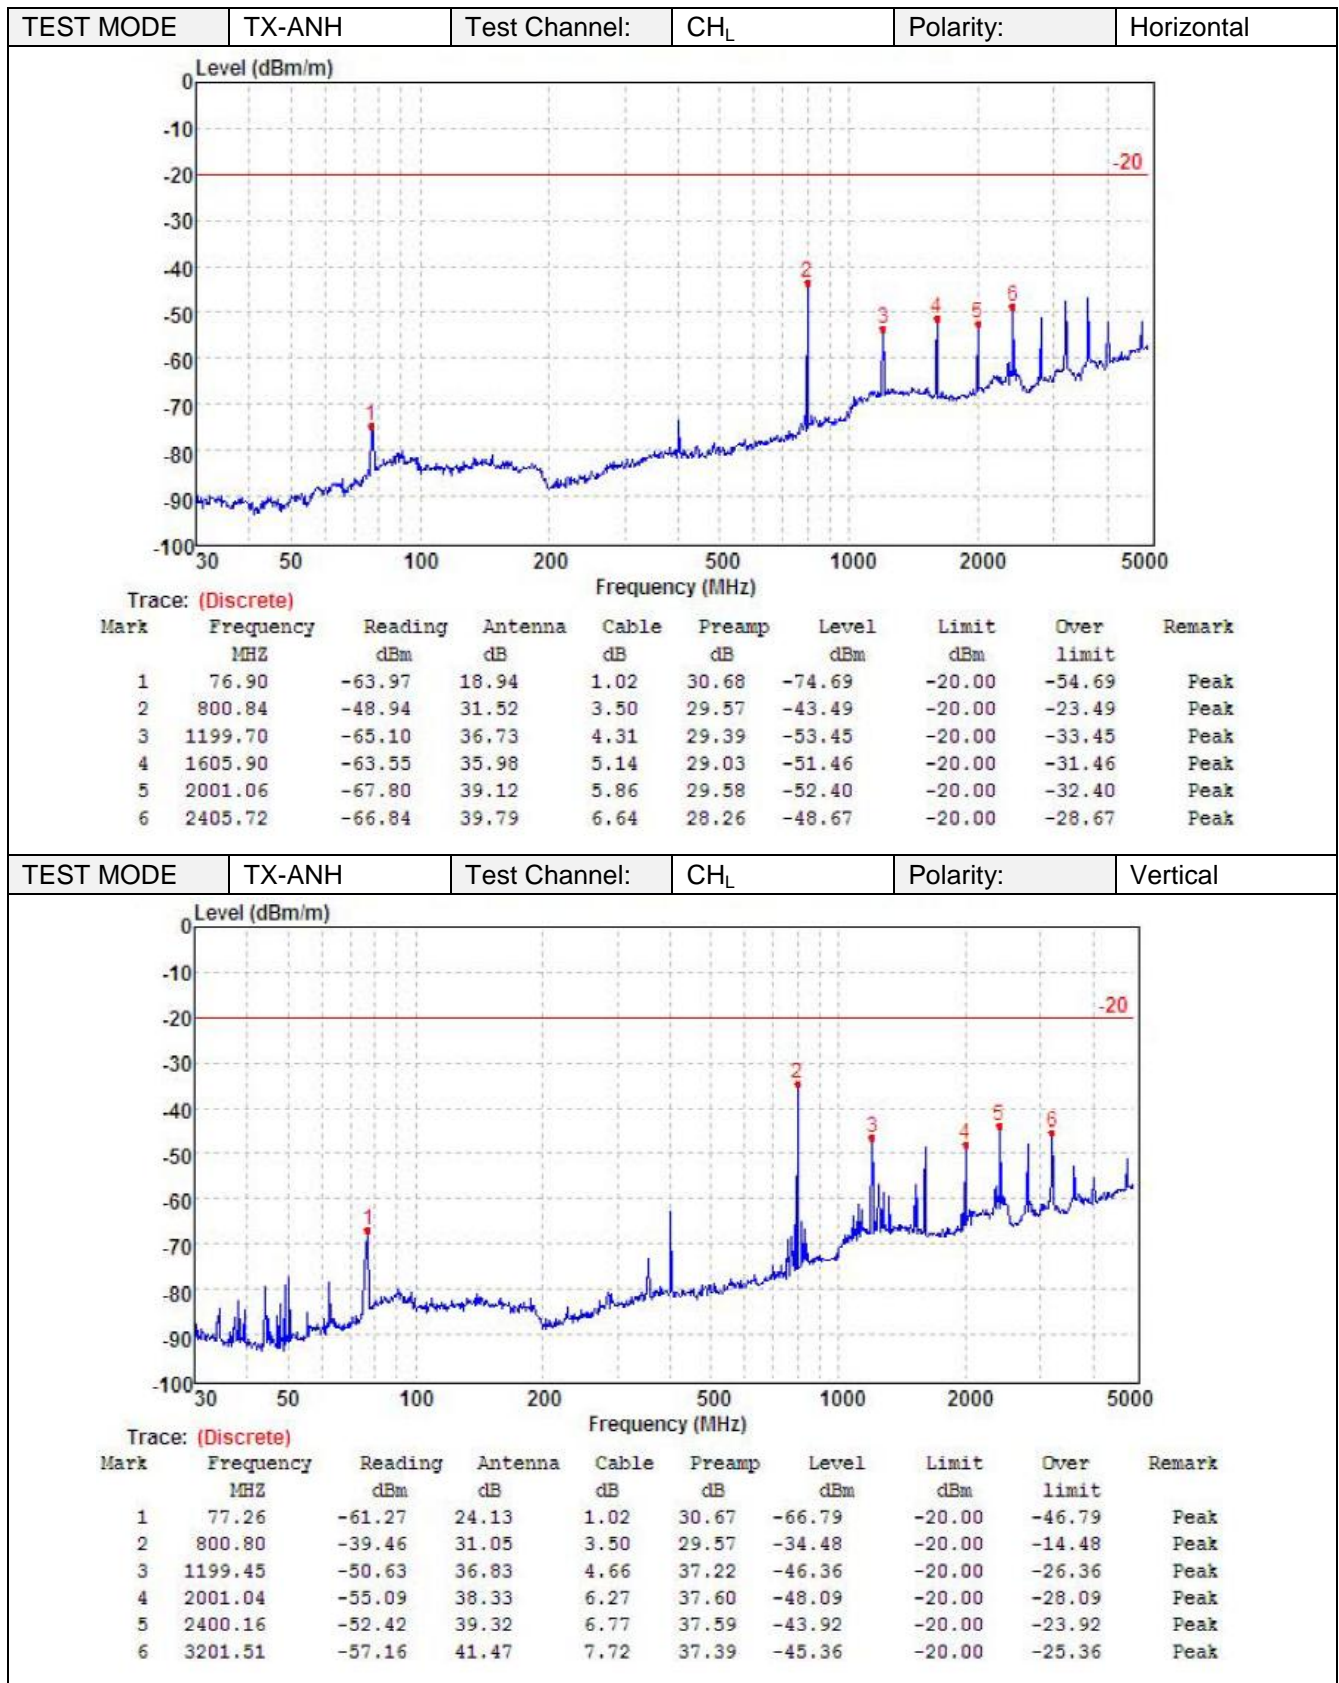 TEST MODE TX-ANH Test Channel: CHL Polarity: Horizontal
Level (dBm/m)
0
-10
-20
-20
-30
-40
2
-50
3 4 5 6
-60
-70
1
-80
-90
-100
30 50 100 200 500 1000 2000 5000
Frequency (MHz)
Trace: (Discrete)
Mark Frequency Reading Antenna Cable Preamp Level Limit Over Remark
MHZ dBm dB dB dB dBm dBm limit
1 76.90 -63.97 18.94 1.02 30.68 -74.69 -20.00 -54.69 Peak
2 800.84 -48.94 31.52 3.50 29.57 -43.49 -20.00 -23.49 Peak
3 1199.70 -65.10 36.73 4.31 29.39 -53.45 -20.00 -33.45 Peak
4 1605.90 -63.55 35.98 5.14 29.03 -51.46 -20.00 -31.46 Peak
5 2001.06 -67.80 39.12 5.86 29.58 -52.40 -20.00 -32.40 Peak
6 2405.72 -66.84 39.79 6.64 28.26 -48.67 -20.00 -28.67 Peak
TEST MODE TX-ANH Test Channel: CHL Polarity: Vertical
Level (dBm/m)
0
-10
-20
-20
-30
2
-40
3 4 5 6
-50
-60
1
-70
-80
-90
-100
30 50 100 200 500 1000 2000 5000
Frequency (MHz)
Trace: (Discrete)
Mark Frequency Reading Antenna Cable Preamp Level Limit Over Remark
MHZ dBm dB dB dB dBm dBm limit
1 77.26 -61.27 24.13 1.02 30.67 -66.79 -20.00 -46.79 Peak
2 800.80 -39.46 31.05 3.50 29.57 -34.48 -20.00 -14.48 Peak
3 1199.45 -50.63 36.83 4.66 37.22 -46.36 -20.00 -26.36 Peak
4 2001.04 -55.09 38.33 6.27 37.60 -48.09 -20.00 -28.09 Peak
5 2400.16 -52.42 39.32 6.77 37.59 -43.92 -20.00 -23.92 Peak
6 3201.51 -57.16 41.47 7.72 37.39 -45.36 -20.00 -25.36 Peak